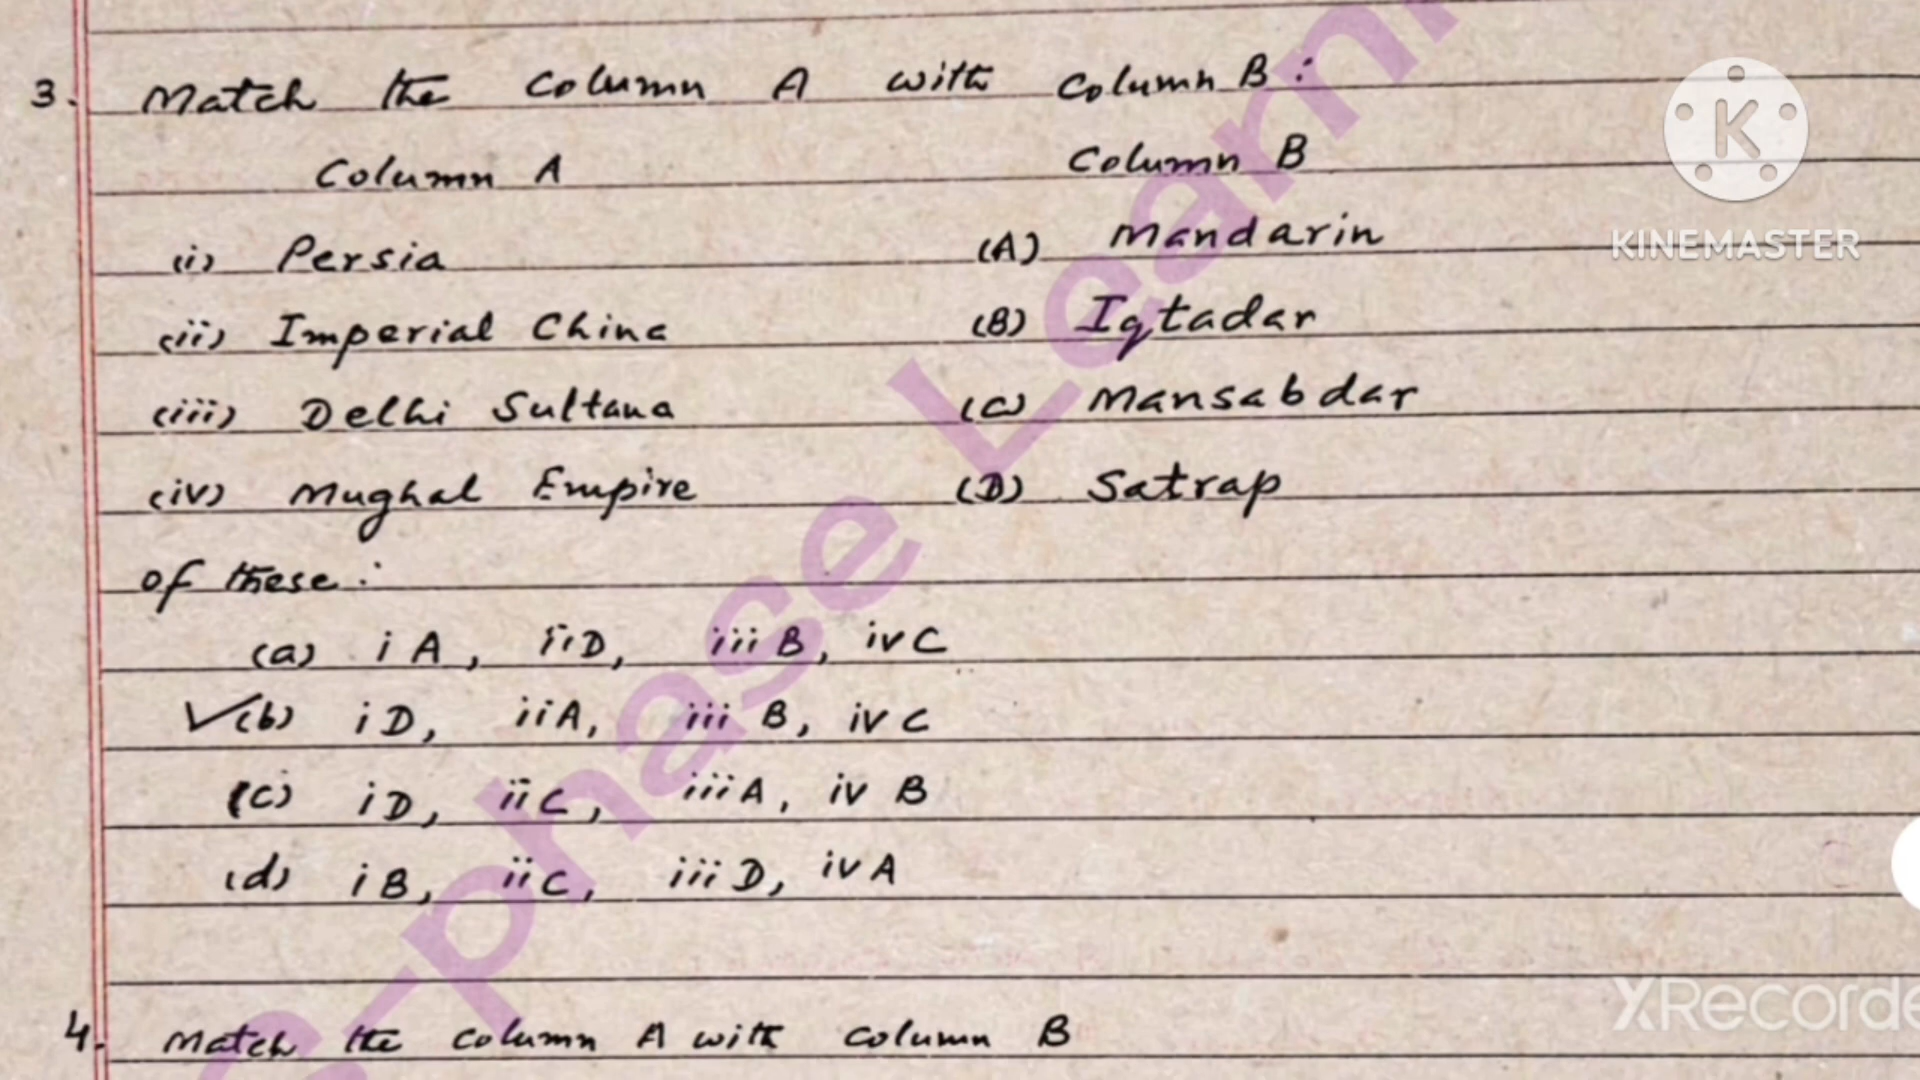 3. Match the Column A with Column B:
Column A Column B
(i) Persia (A) Mandarin
(ii) Imperial China (B) Iqtadar
(iii) Delhi Sultana (C) Mansabdar
(iv) Mughal Empire (D) Satrap
of these:
(a) i A, ii D, iii B, iv C
✓(b) i D, ii A, iii B, iv C
(c) i D, ii C, iii A, iv B
(d) i B, ii C, iii D, iv A
4. Match the column A with column B
K
KINEMASTER
XRecorde
-phase Learni